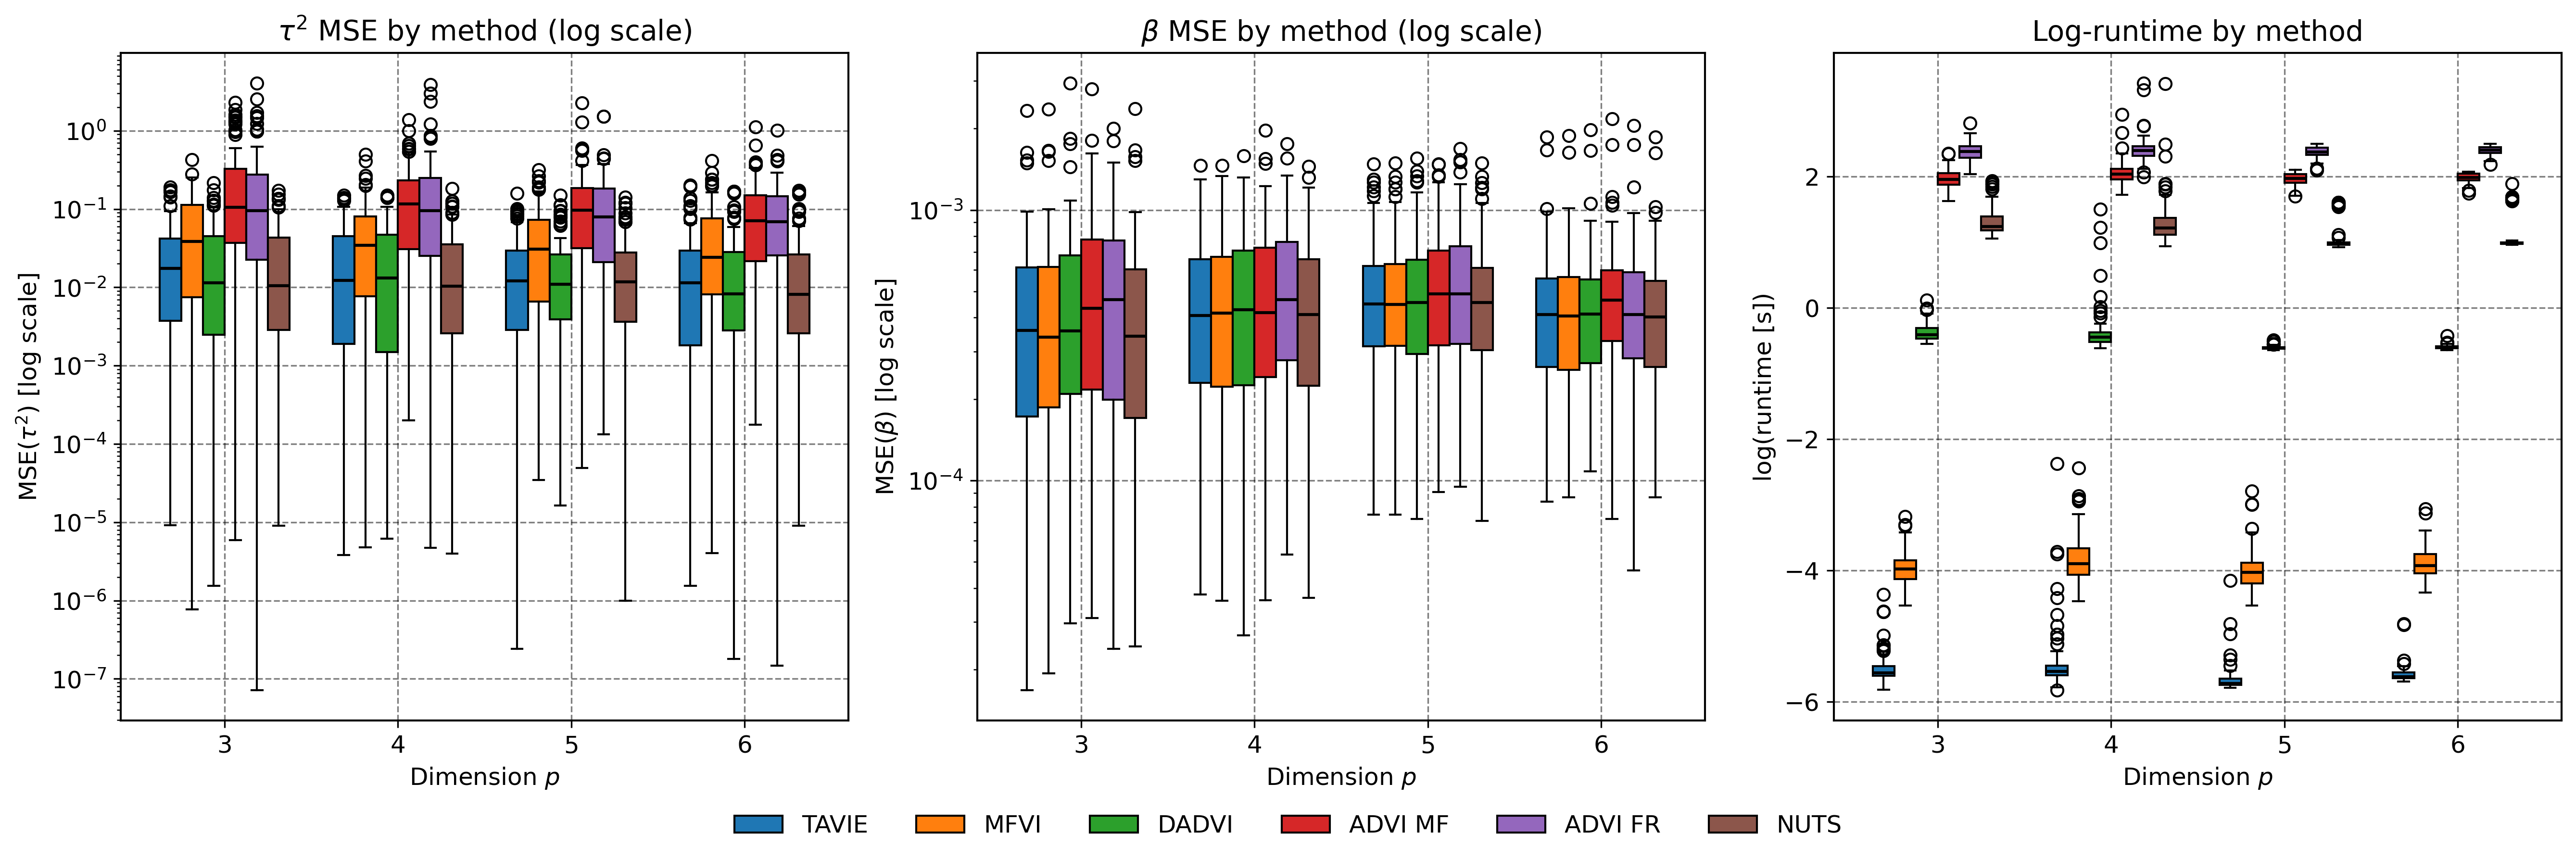 τ² MSE by method (log scale)
MSE(τ²) [log scale]
10⁰
10⁻¹
10⁻²
10⁻³
10⁻⁴
10⁻⁵
10⁻⁶
10⁻⁷
3 4 5 6
Dimension p
β MSE by method (log scale)
MSE(β) [log scale]
10⁻³
10⁻⁴
3 4 5 6
Dimension p
Log-runtime by method
log(runtime [s])
2
0
−2
−4
−6
3 4 5 6
Dimension p
TAVIE MFVI DADVI ADVI MF ADVI FR NUTS